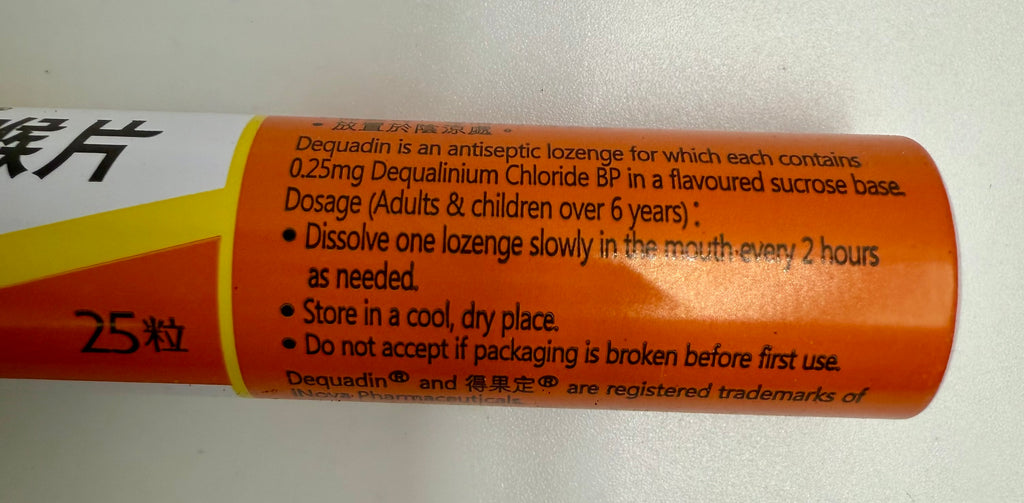 喉片
25粒
• 放置於陰涼處 •
Dequadin is an antiseptic lozenge for which each contains
0.25mg Dequalinium Chloride BP in a flavoured sucrose base.
Dosage (Adults & children over 6 years):
• Dissolve one lozenge slowly in the mouth every 2 hours
as needed.
• Store in a cool, dry place.
• Do not accept if packaging is broken before first use.
Dequadin® and 得果定® are registered trademarks of
iNova Pharmaceuticals.